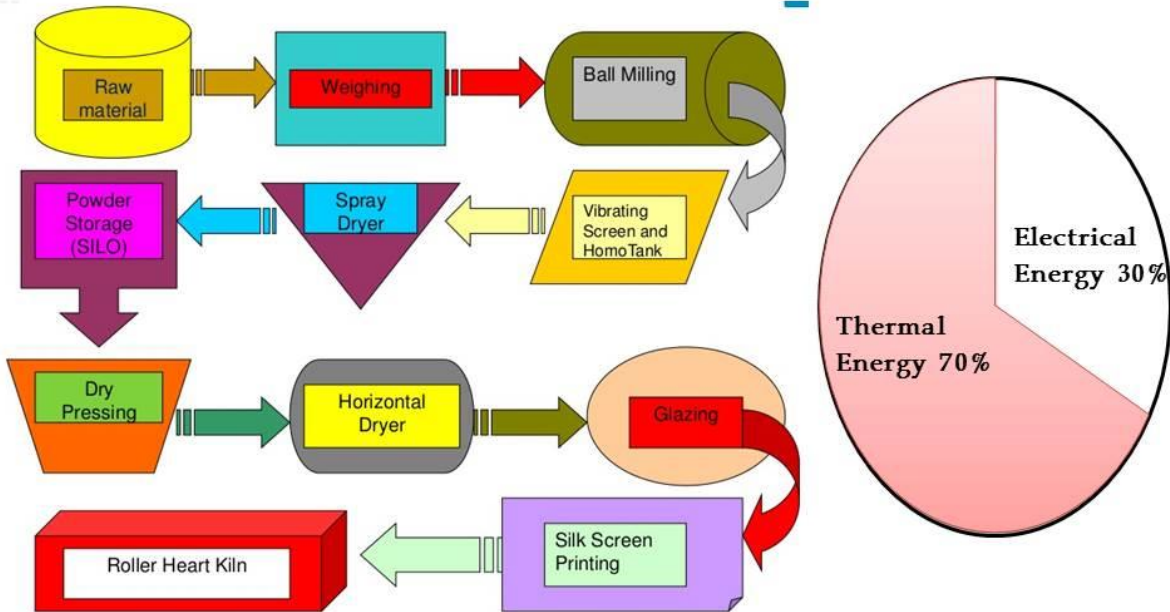 Raw
material
Weighing
Ball Milling
Vibrating
Screen and
HomoTank
Spray
Dryer
Powder
Storage
(SILO)
Dry
Pressing
Horizontal
Dryer
Glazing
Silk Screen
Printing
Roller Heart Kiln
Electrical
Energy 30%
Thermal
Energy 70%